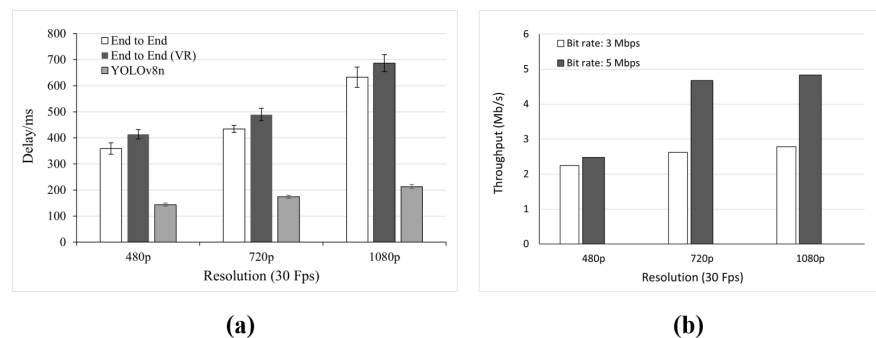 End to End
End to End (VR)
YOLOv8n
800
700
600
500
400
300
200
100
0
Delay/ms
480p 720p 1080p
Resolution (30 Fps)
(a)
Bit rate: 3 Mbps
Bit rate: 5 Mbps
6
5
4
3
2
1
0
Throughput (Mb/s)
480p 720p 1080p
Resolution (30 Fps)
(b)